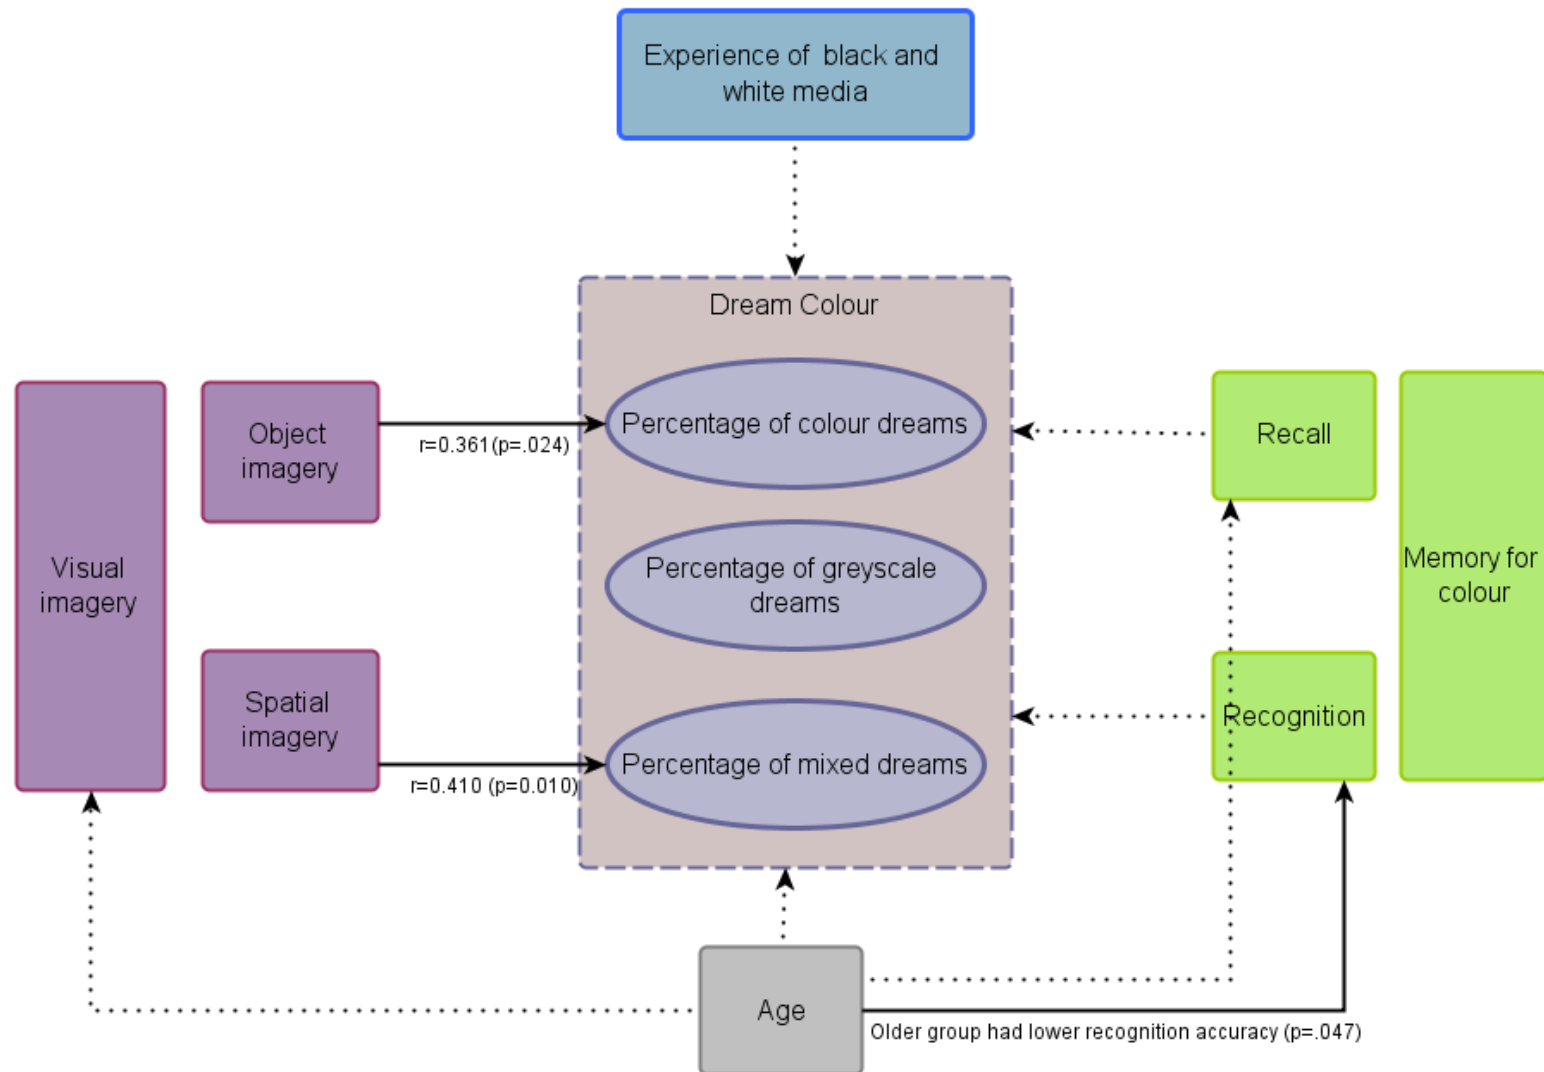 Experience of black and
white media
Dream Colour
Percentage of colour dreams
Percentage of greyscale
dreams
Percentage of mixed dreams
Visual
imagery
Object
imagery
Spatial
imagery
r=0.361(p=.024)
r=0.410 (p=0.010)
Recall
Recognition
Memory for
colour
Age
Older group had lower recognition accuracy (p=.047)